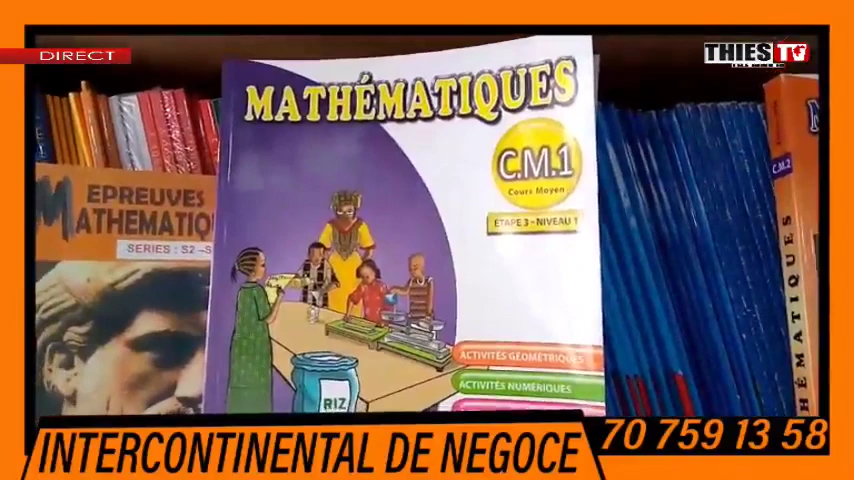 DIRECT
THIES TV
MATHÉMATIQUES
C.M.1
Cours Moyen
ETAPE 3 - NIVEAU 1
C.M.2
EPREUVES
MATHEMATIQ
SERIES : S2 - S
ACTIVITÉS GÉOMÉTRIQUES
ACTIVITÉS NUMÉRIQUES
RIZ
HÉMATIQUES
INTERCONTINENTAL DE NEGOCE
70 759 13 58